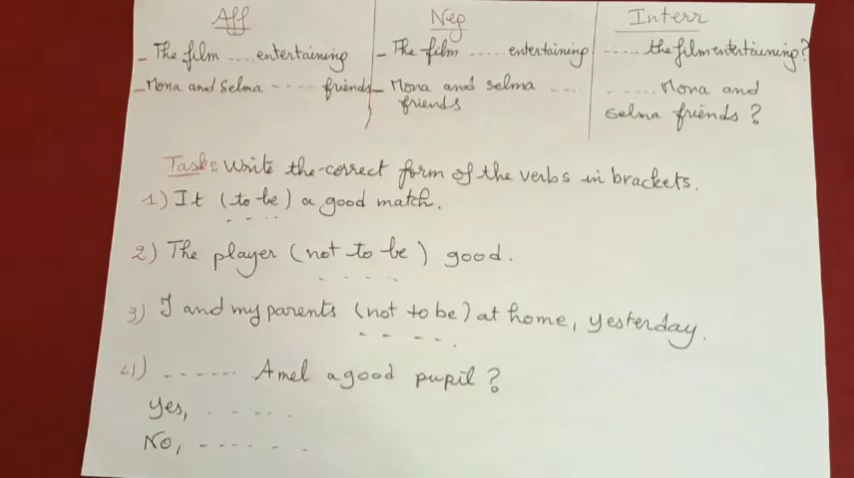 Aff Neg Interr
- The film .... entertaining - The film ..... entertaining ..... the film entertaining?
- Mona and Selma ..... friends - Mona and Selma .... ..... Mona and
friends Selma friends ?
Task: Write the correct form of the verbs in brackets.
1) It (to be) a good match.
2) The player (not to be) good.
3) I and my parents (not to be) at home, yesterday.
4) ...... Amel a good pupil?
Yes, . - - - -
No, - - - - - -